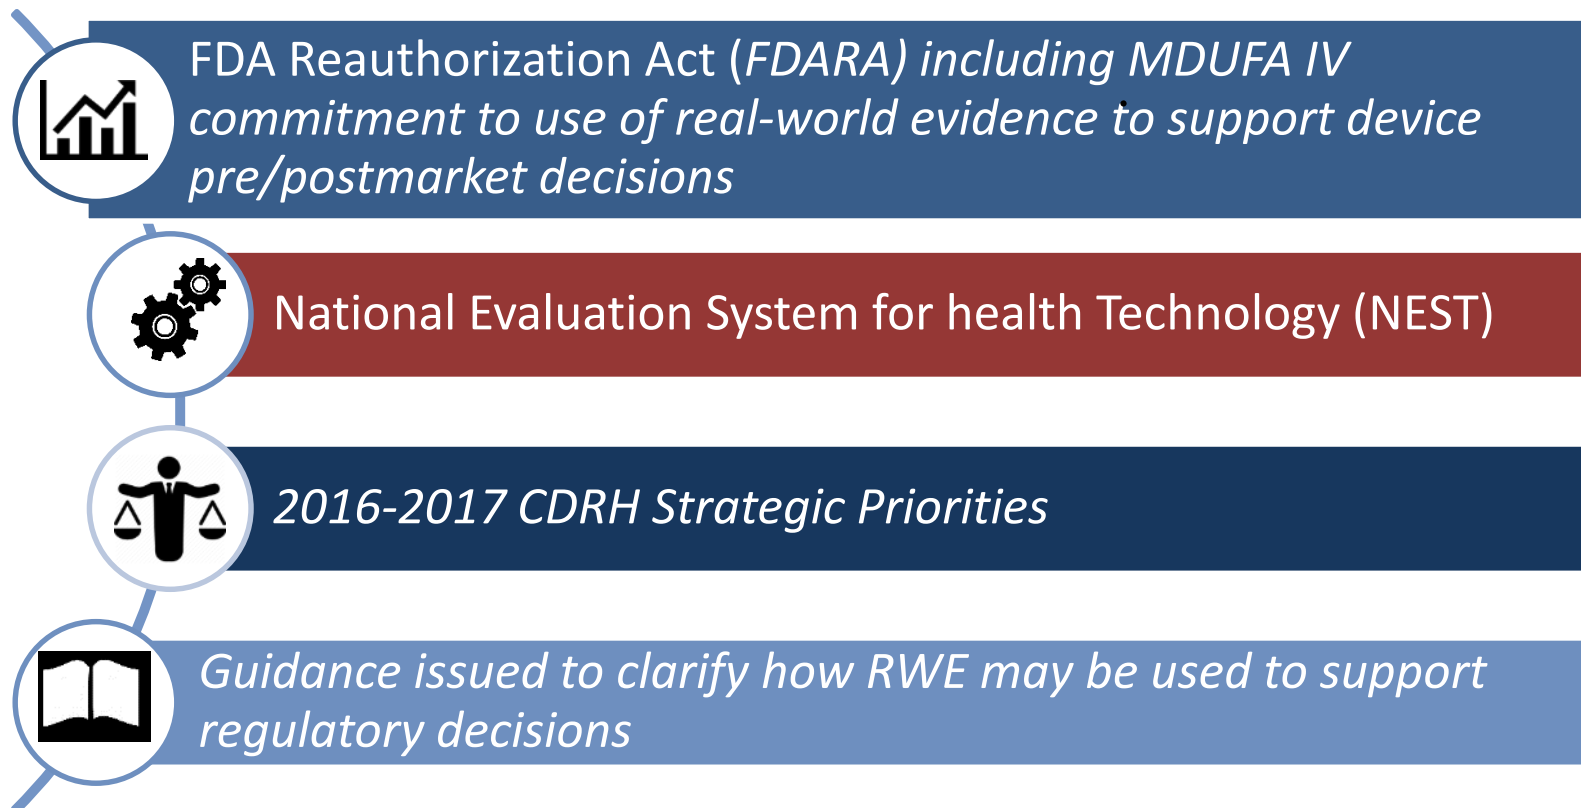 FDA Reauthorization Act (FDARA) including MDUFA IV
commitment to use of real-world evidence to support device
pre/postmarket decisions
National Evaluation System for health Technology (NEST)
2016-2017 CDRH Strategic Priorities
Guidance issued to clarify how RWE may be used to support
regulatory decisions